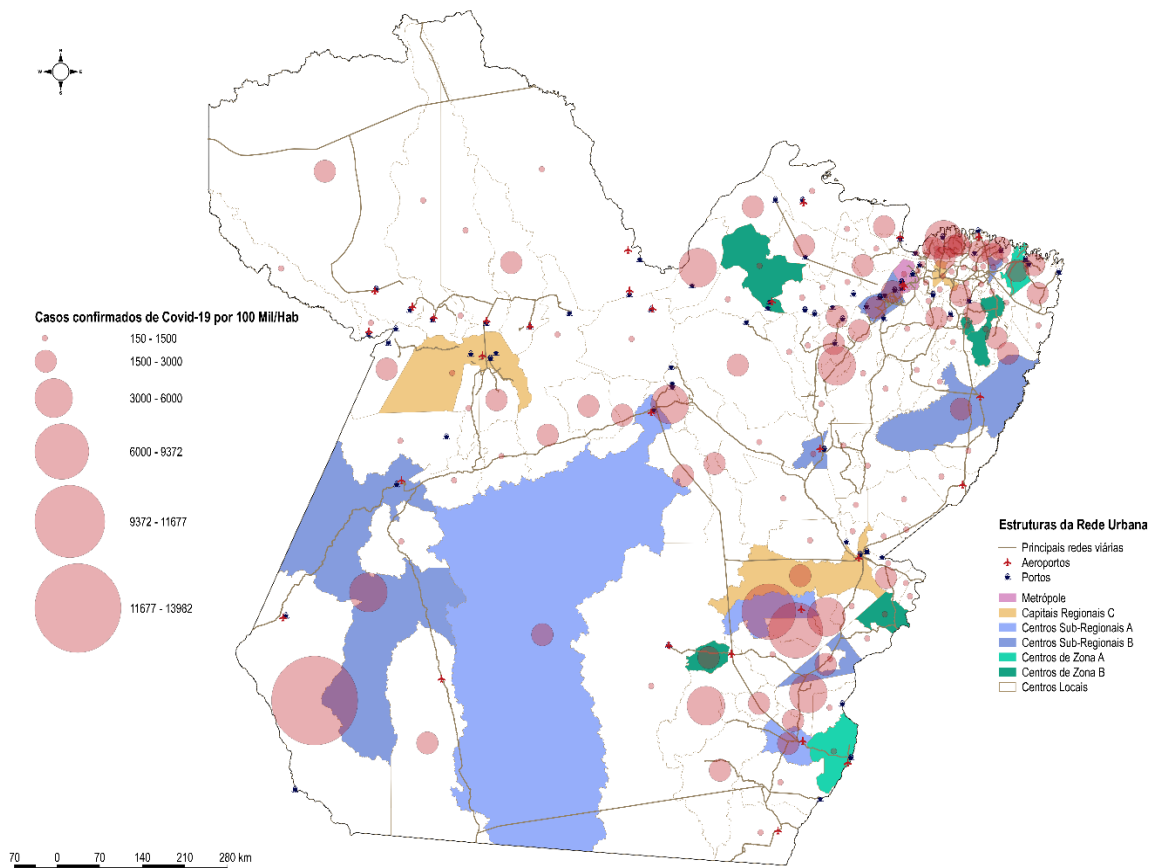 N
W E
S
Casos confirmados de Covid-19 por 100 Mil/Hab
150 - 1500
1500 - 3000
3000 - 6000
6000 - 9372
9372 - 11677
11677 - 13982
Estruturas da Rede Urbana
Principais redes viárias
Aeroportos
Portos
Metrópole
Capitais Regionais C
Centros Sub-Regionais A
Centros Sub-Regionais B
Centros de Zona A
Centros de Zona B
Centros Locais
70 0 70 140 210 280 km